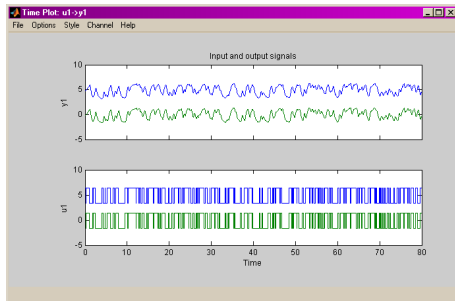 Time Plot: u1->y1
File Options Style Channel Help
Input and output signals
10
5
0
-5
y1
10
5
0
-5
u1
0 10 20 30 40 50 60 70 80
Time